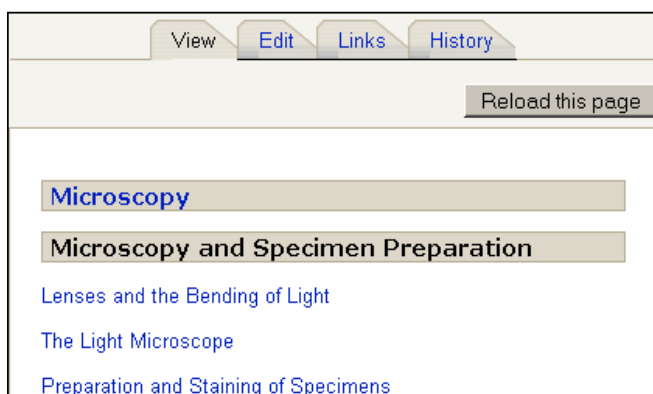 View Edit Links History
Reload this page
Microscopy
Microscopy and Specimen Preparation
Lenses and the Bending of Light
The Light Microscope
Preparation and Staining of Specimens